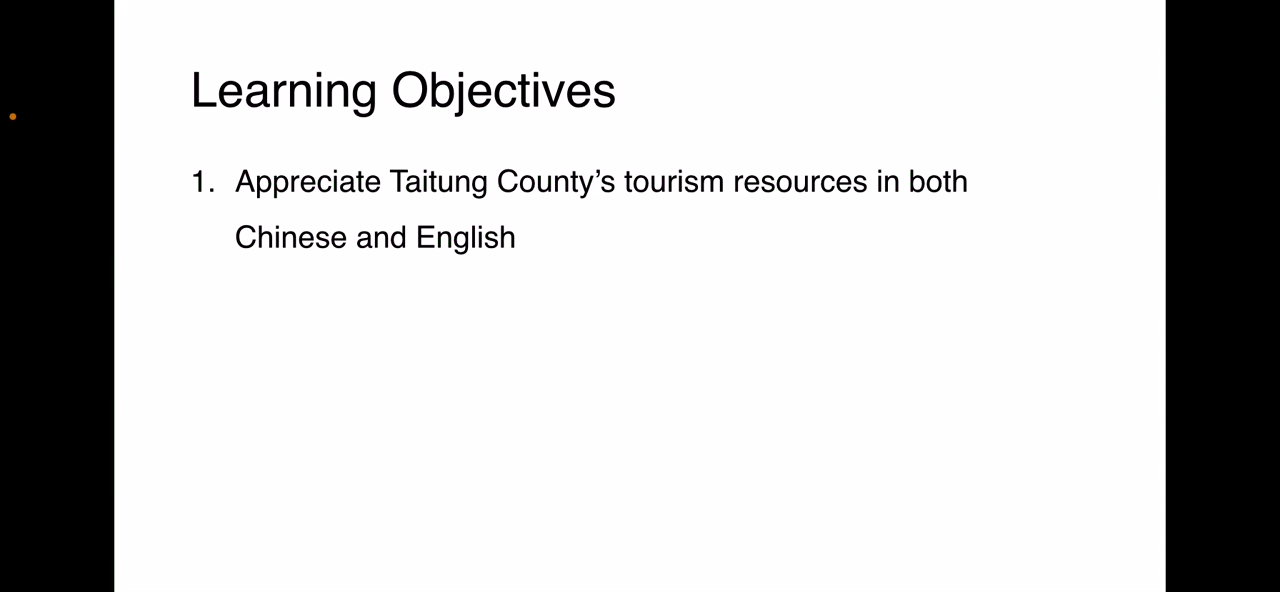 Learning Objectives
1. Appreciate Taitung County’s tourism resources in both
Chinese and English